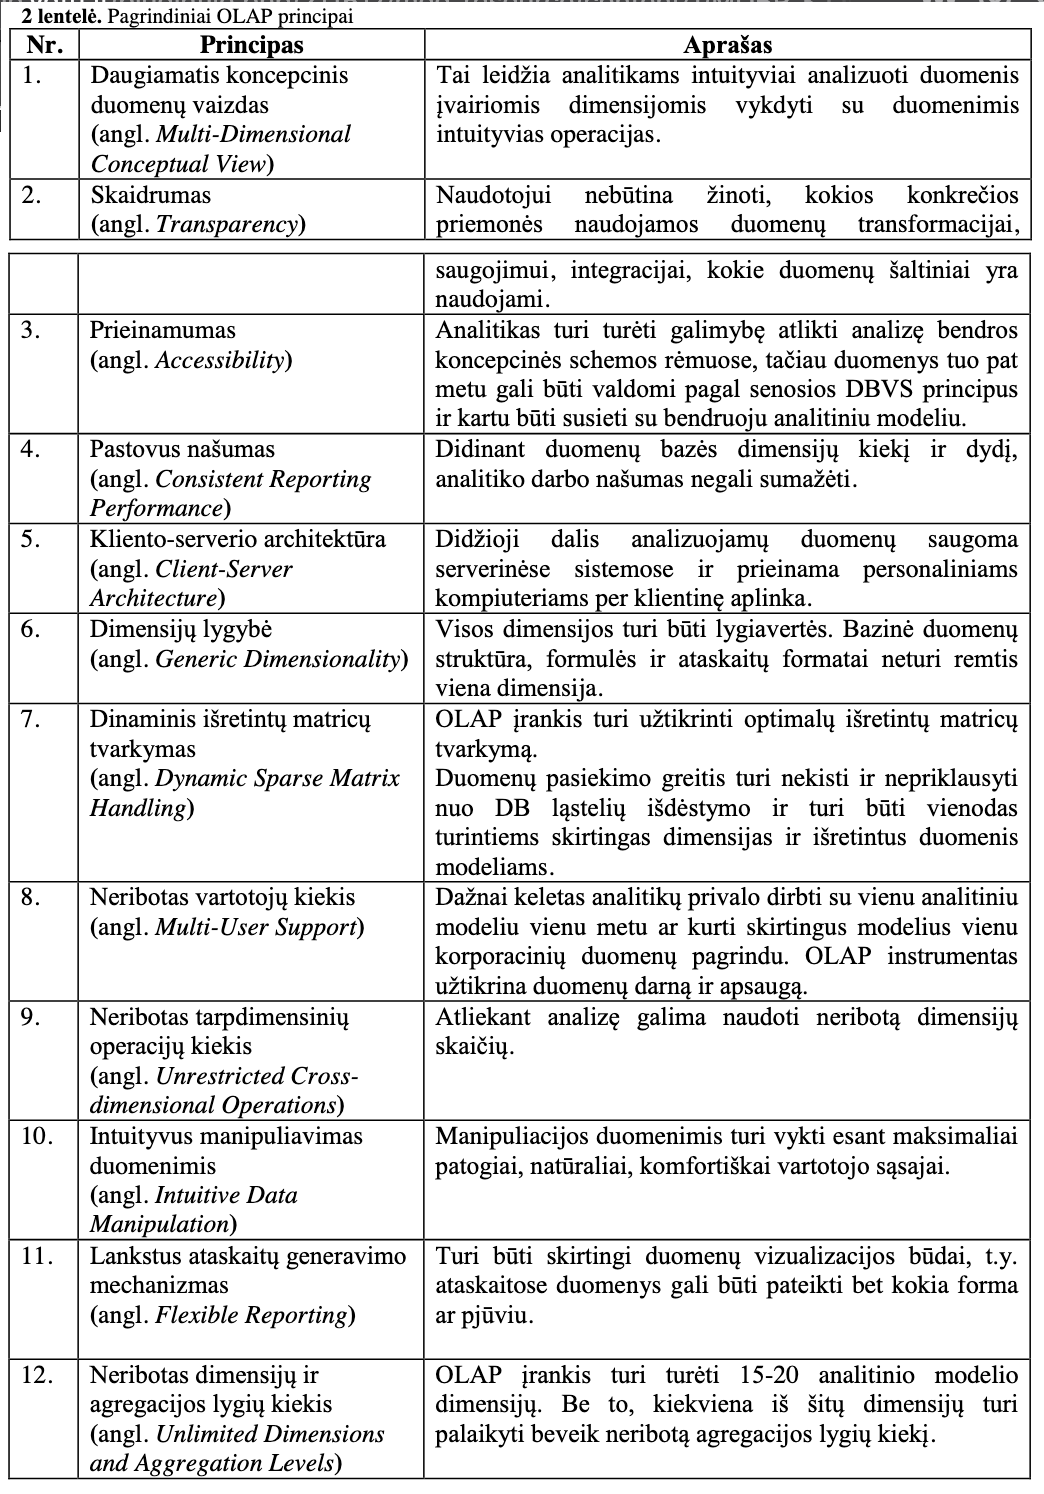 2 lentelė. Pagrindiniai OLAP principai
Nr. Principas Aprašas
1. Daugiamatis koncepcinis
duomenų vaizdas
(angl. Multi-Dimensional
Conceptual View)
Tai leidžia analitikams intuityviai analizuoti duomenis
įvairiomis dimensijomis vykdyti su duomenimis
intuityvias operacijas.
2. Skaidrumas
(angl. Transparency)
Naudotojui nebūtina žinoti, kokios konkrečios
priemonės naudojamos duomenų transformacijai,
saugojimui, integracijai, kokie duomenų šaltiniai yra
naudojami.
3. Prieinamumas
(angl. Accessibility)
Analitikas turi turėti galimybę atlikti analizę bendros
koncepcinės schemos rėmuose, tačiau duomenys tuo pat
metu gali būti valdomi pagal senosios DBVS principus
ir kartu būti susieti su bendruoju analitiniu modeliu.
4. Pastovus našumas
(angl. Consistent Reporting
Performance)
Didinant duomenų bazės dimensijų kiekį ir dydį,
analitiko darbo našumas negali sumažėti.
5. Kliento-serverio architektūra
(angl. Client-Server
Architecture)
Didžioji dalis analizuojamų duomenų saugoma
serverinėse sistemose ir prieinama personaliniams
kompiuteriams per klientinę aplinka.
6. Dimensijų lygybė
(angl. Generic Dimensionality)
Visos dimensijos turi būti lygiavertės. Bazinė duomenų
struktūra, formulės ir ataskaitų formatai neturi remtis
viena dimensija.
7. Dinaminis išretintų matricų
tvarkymas
(angl. Dynamic Sparse Matrix
Handling)
OLAP įrankis turi užtikrinti optimalų išretintų matricų
tvarkymą.
Duomenų pasiekimo greitis turi nekisti ir nepriklausyti
nuo DB ląstelių išdėstymo ir turi būti vienodas
turintiems skirtingas dimensijas ir išretintus duomenis
modeliams.
8. Neribotas vartotojų kiekis
(angl. Multi-User Support)
Dažnai keletas analitikų privalo dirbti su vienu analitiniu
modeliu vienu metu ar kurti skirtingus modelius vienu
korporacinių duomenų pagrindu. OLAP instrumentas
užtikrina duomenų darną ir apsaugą.
9. Neribotas tarpdimensinių
operacijų kiekis
(angl. Unrestricted Cross-
dimensional Operations)
Atliekant analizę galima naudoti neribotą dimensijų
skaičių.
10. Intuityvus manipuliavimas
duomenimis
(angl. Intuitive Data
Manipulation)
Manipuliacijos duomenimis turi vykti esant maksimaliai
patogiai, natūraliai, komfortiškai vartotojo sąsajai.
11. Lankstus ataskaitų generavimo
mechanizmas
(angl. Flexible Reporting)
Turi būti skirtingi duomenų vizualizacijos būdai, t.y.
ataskaitose duomenys gali būti pateikti bet kokia forma
ar pjūviu.
12. Neribotas dimensijų ir
agregacijos lygių kiekis
(angl. Unlimited Dimensions
and Aggregation Levels)
OLAP įrankis turi turėti 15-20 analitinio modelio
dimensijų. Be to, kiekviena iš šitų dimensijų turi
palaikyti beveik neribotą agregacijos lygių kiekį.